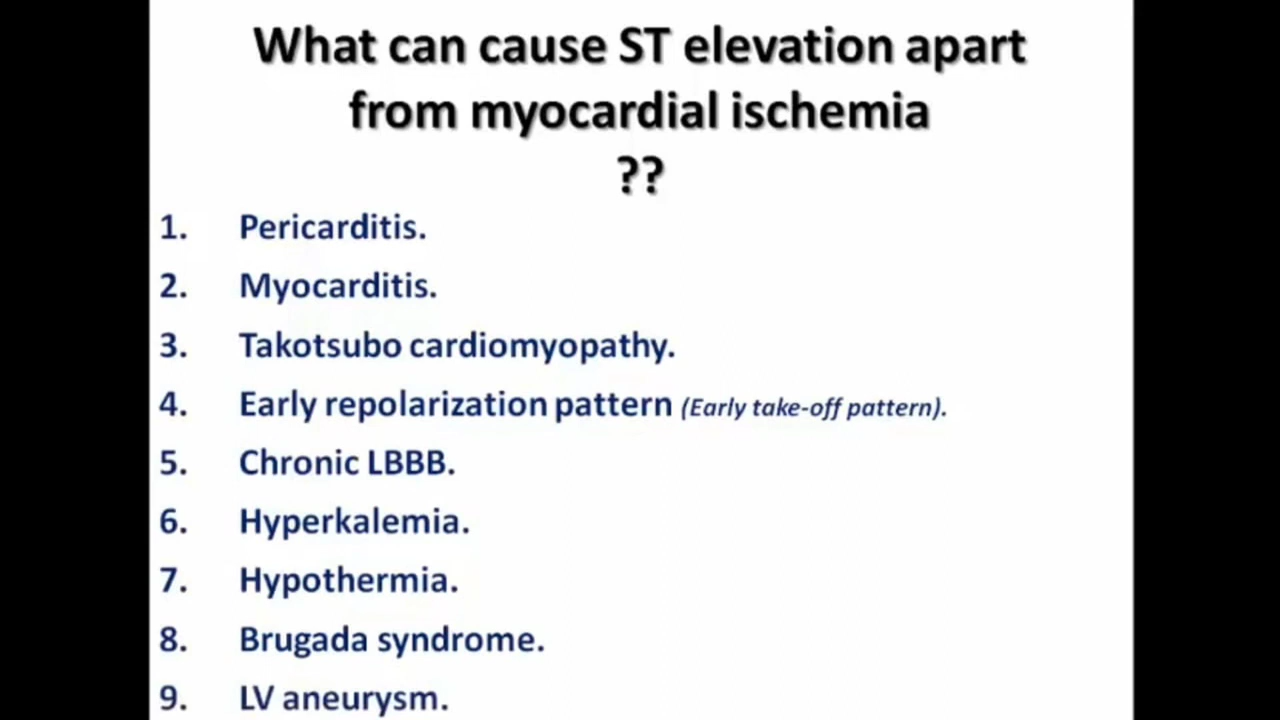 What can cause ST elevation apart
from myocardial ischemia
??
1. Pericarditis.
2. Myocarditis.
3. Takotsubo cardiomyopathy.
4. Early repolarization pattern (Early take-off pattern).
5. Chronic LBBB.
6. Hyperkalemia.
7. Hypothermia.
8. Brugada syndrome.
9. LV aneurysm.